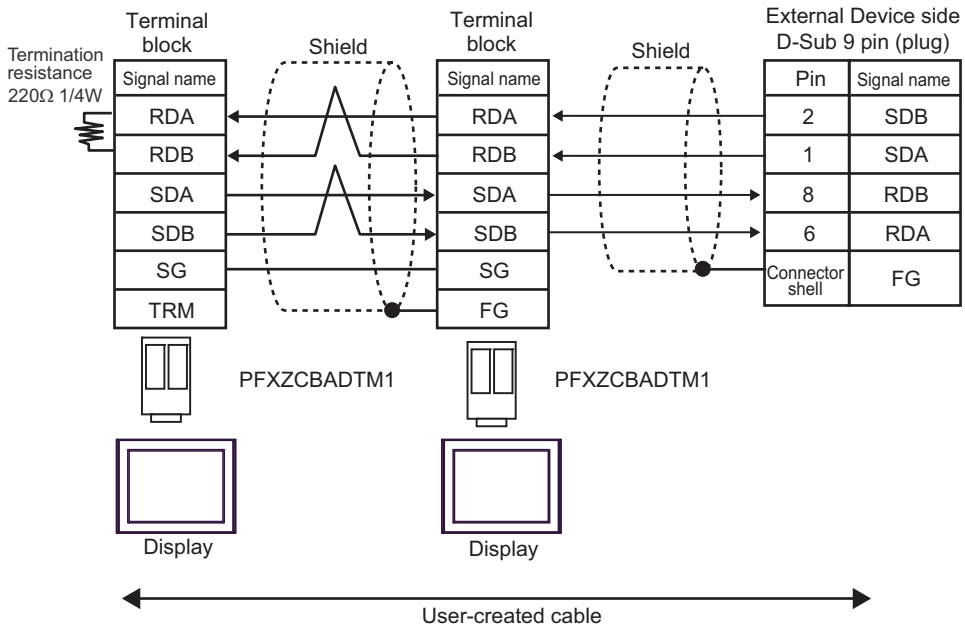 Terminal
block
Terminal
block
External Device side
D-Sub 9 pin (plug)
Termination
resistance
220Ω 1/4W
Shield
Shield
Signal name
RDA
RDB
SDA
SDB
SG
TRM
Signal name
RDA
RDB
SDA
SDB
SG
FG
Pin Signal name
2 SDB
1 SDA
8 RDB
6 RDA
Connector
shell
FG
PFXZCBADTM1
PFXZCBADTM1
Display
Display
User-created cable